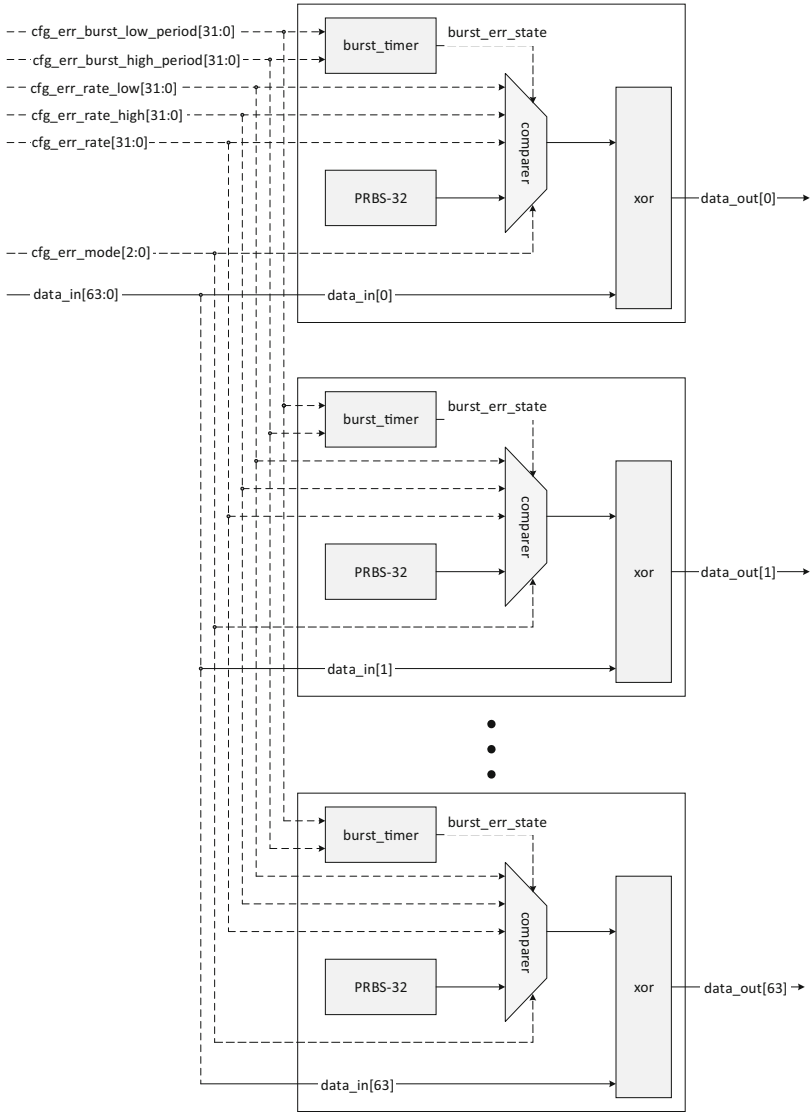 cfg_err_burst_low_period[31:0]
cfg_err_burst_high_period[31:0]
cfg_err_rate_low[31:0]
cfg_err_rate_high[31:0]
cfg_err_rate[31:0]
cfg_err_mode[2:0]
data_in[63:0]
burst_timer
burst_err_state
comparer
PRBS-32
xor
data_in[0]
data_out[0]
burst_timer
burst_err_state
comparer
PRBS-32
xor
data_in[1]
data_out[1]
burst_timer
burst_err_state
comparer
PRBS-32
xor
data_in[63]
data_out[63]